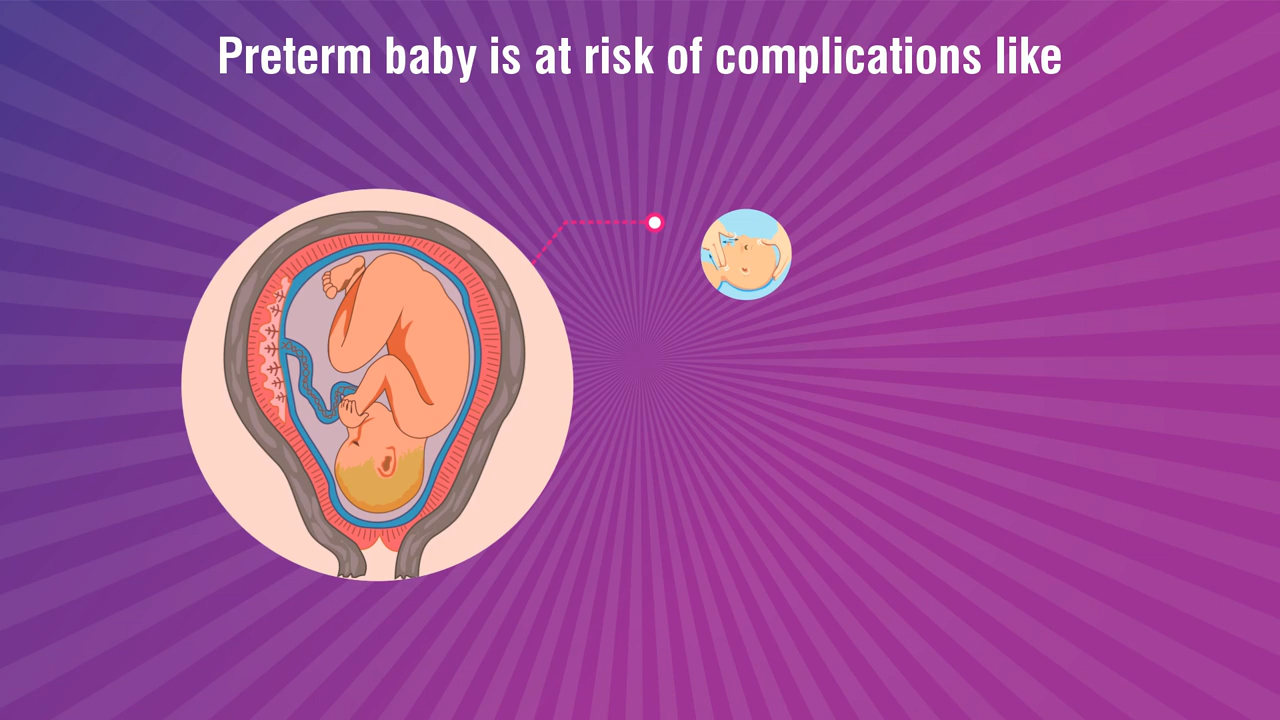 Preterm baby is at risk of complications like